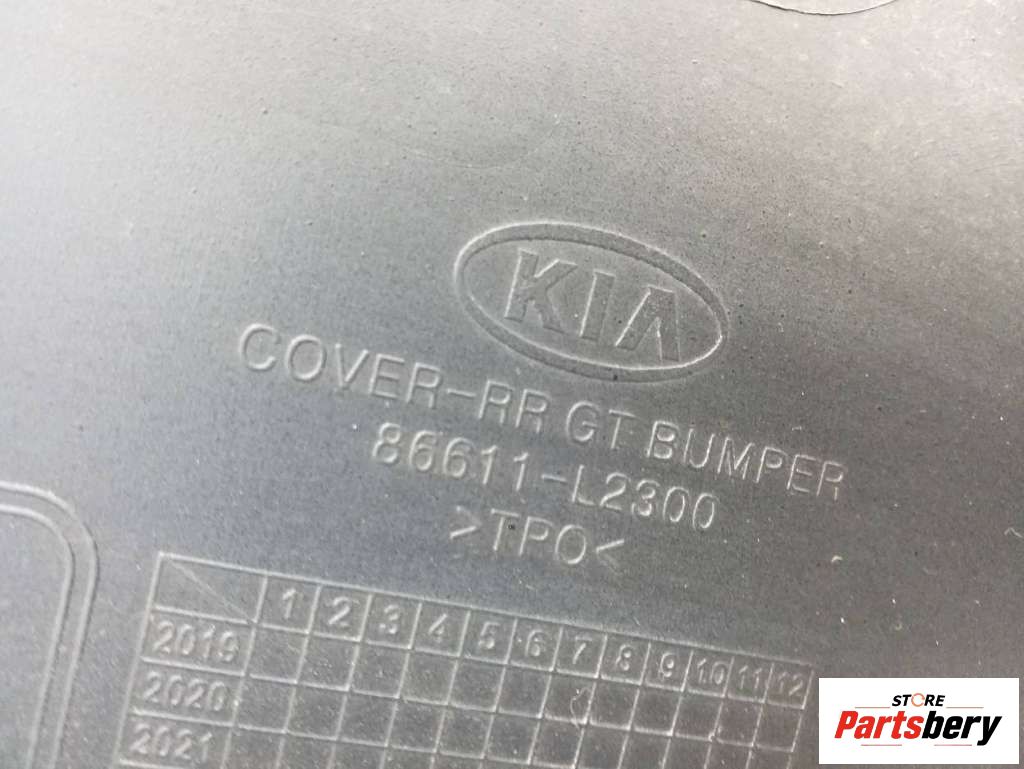 KIA
COVER-RR GT BUMPER
86611-L2300
>TPO<
1 2 3 4 5 6 7 8 9 10 11 12
2019
2020
2021
STORE
Partsbery